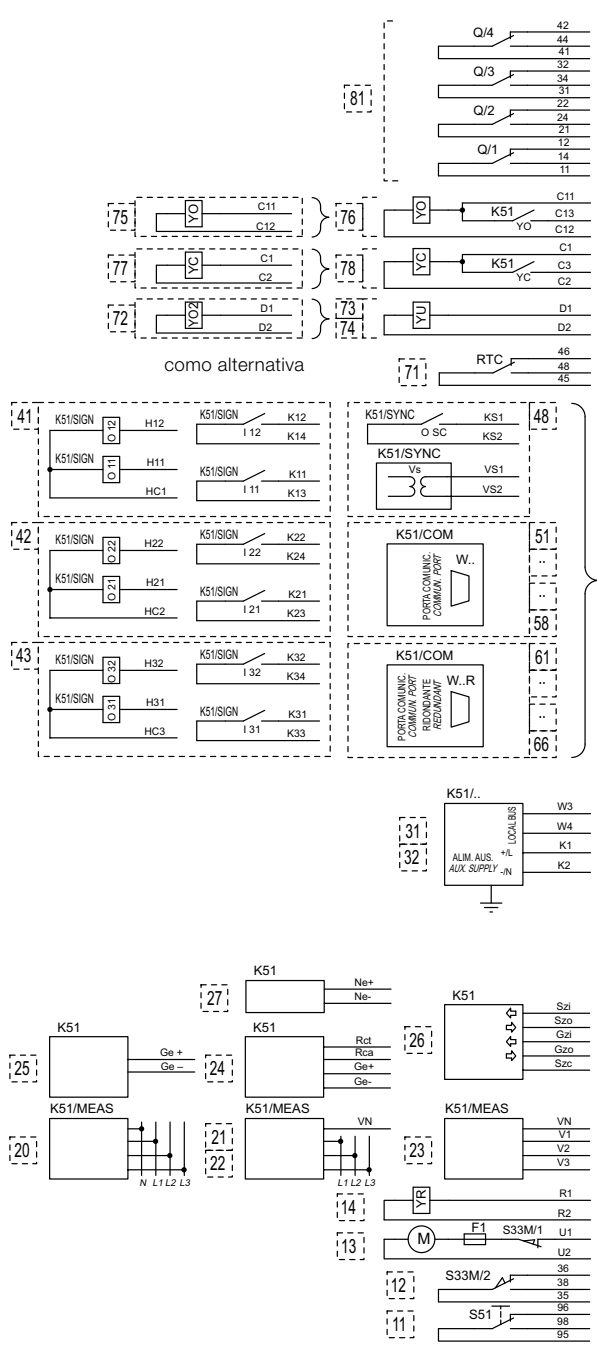 81
Q/4
42
44
41
Q/3
32
34
31
Q/2
22
24
21
Q/1
12
14
11
75
YO
C11
C12
76
YO
K51
YO
C11
C13
C12
77
YC
C1
C2
78
YC
K51
YC
C1
C3
C2
72
YO2
D1
D2
73
74
YU
D1
D2
como alternativa
71
RTC
46
48
45
41
K51/SIGN
O 12
H12
K51/SIGN
O 11
H11
HC1
K51/SIGN
I 12
K12
K14
K51/SIGN
I 11
K11
K13
48
K51/SYNC
O SC
KS1
KS2
K51/SYNC
Vs
VS1
VS2
42
K51/SIGN
O 22
H22
K51/SIGN
O 21
H21
HC2
K51/SIGN
I 22
K22
K24
K51/SIGN
I 21
K21
K23
K51/COM
PORTA COMUNIC.
COMMUN. PORT
W..
51
..
..
58
43
K51/SIGN
O 32
H32
K51/SIGN
O 31
H31
HC3
K51/SIGN
I 32
K32
K34
K51/SIGN
I 31
K31
K33
K51/COM
PORTA COMUNIC.
COMMUN. PORT
RIDONDANTE
REDUNDANT
W..R
61
..
..
66
31
32
K51/..
LOCAL BUS
ALIM. AUS.
AUX. SUPPLY
+/L
-/N
W3
W4
K1
K2
27
K51
Ne+
Ne-
25
K51
Ge +
Ge –
24
K51
Rct
Rca
Ge+
Ge-
26
K51
Szi
Szo
Gzi
Gzo
Szc
20
K51/MEAS
N L1 L2 L3
21
22
K51/MEAS
VN
L1 L2 L3
23
K51/MEAS
VN
V1
V2
V3
14
YR
R1
R2
13
M
F1
S33M/1
U1
U2
12
S33M/2
36
38
35
11
S51
96
98
95